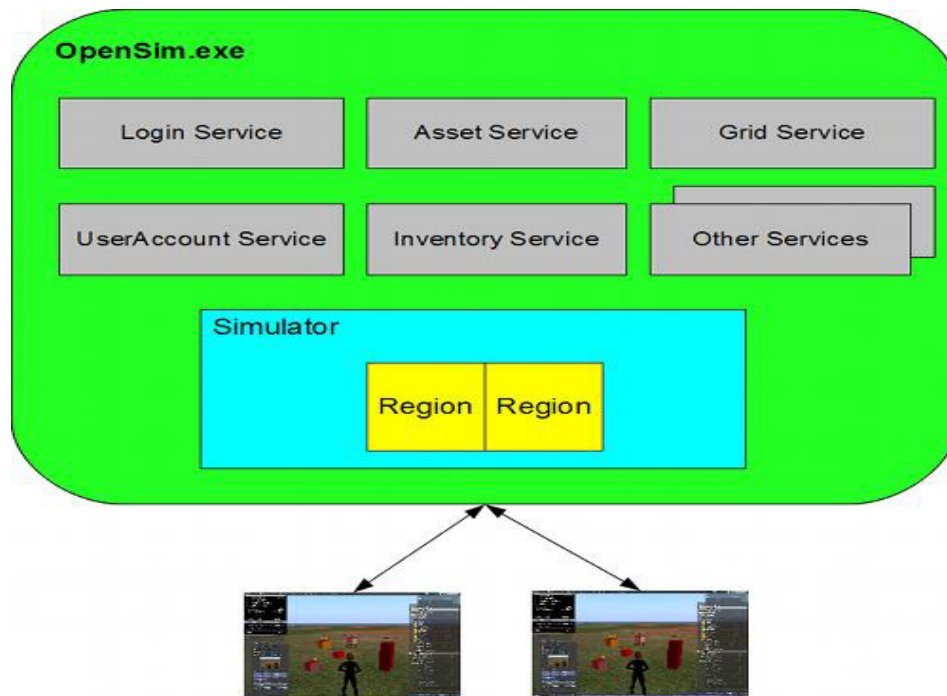 OpenSim.exe
Login Service
Asset Service
Grid Service
UserAccount Service
Inventory Service
Other Services
Simulator
Region
Region